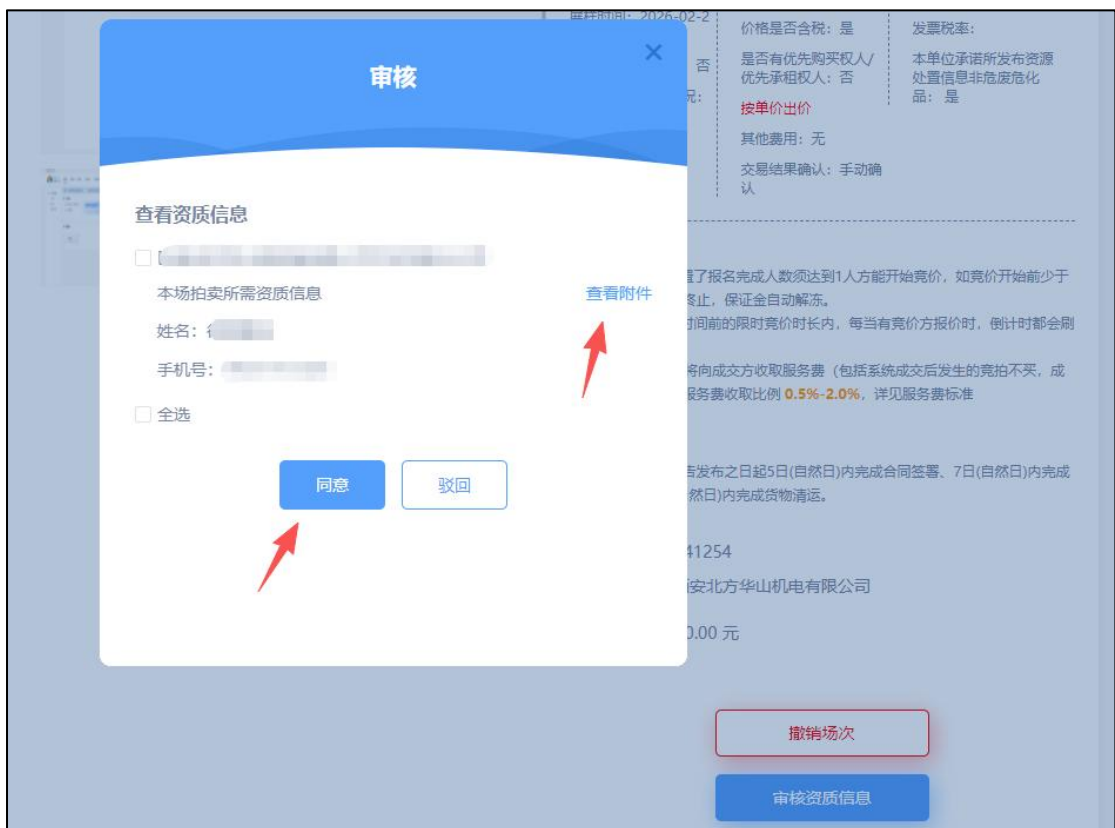 审核
查看资质信息
本场拍卖所需资质信息
查看附件
姓名：
手机号：
全选
同意
驳回
展样时间：2026-02-2
否
况：
价格是否含税：是
是否有优先购买权人/
优先承租权人：否
按单价出价
其他费用：无
交易结果确认：手动确
认
发票税率：
本单位承诺所发布资源
处置信息非危废危化
品：是
置了报名完成人数须达到1人方能开始竞价，如竞价开始前少于
终止，保证金自动解冻。
时间前的限时竞价时长内，每当有竞价方报价时，倒计时都会刷
将向成交方收取服务费（包括系统成交后发生的竞拍不买，成
服务费收取比例 0.5%-2.0%，详见服务费标准
告发布之日起5日(自然日)内完成合同签署、7日(自然日)内完成
然日)内完成货物清运。
41254
西安北方华山机电有限公司
0.00 元
撤销场次
审核资质信息